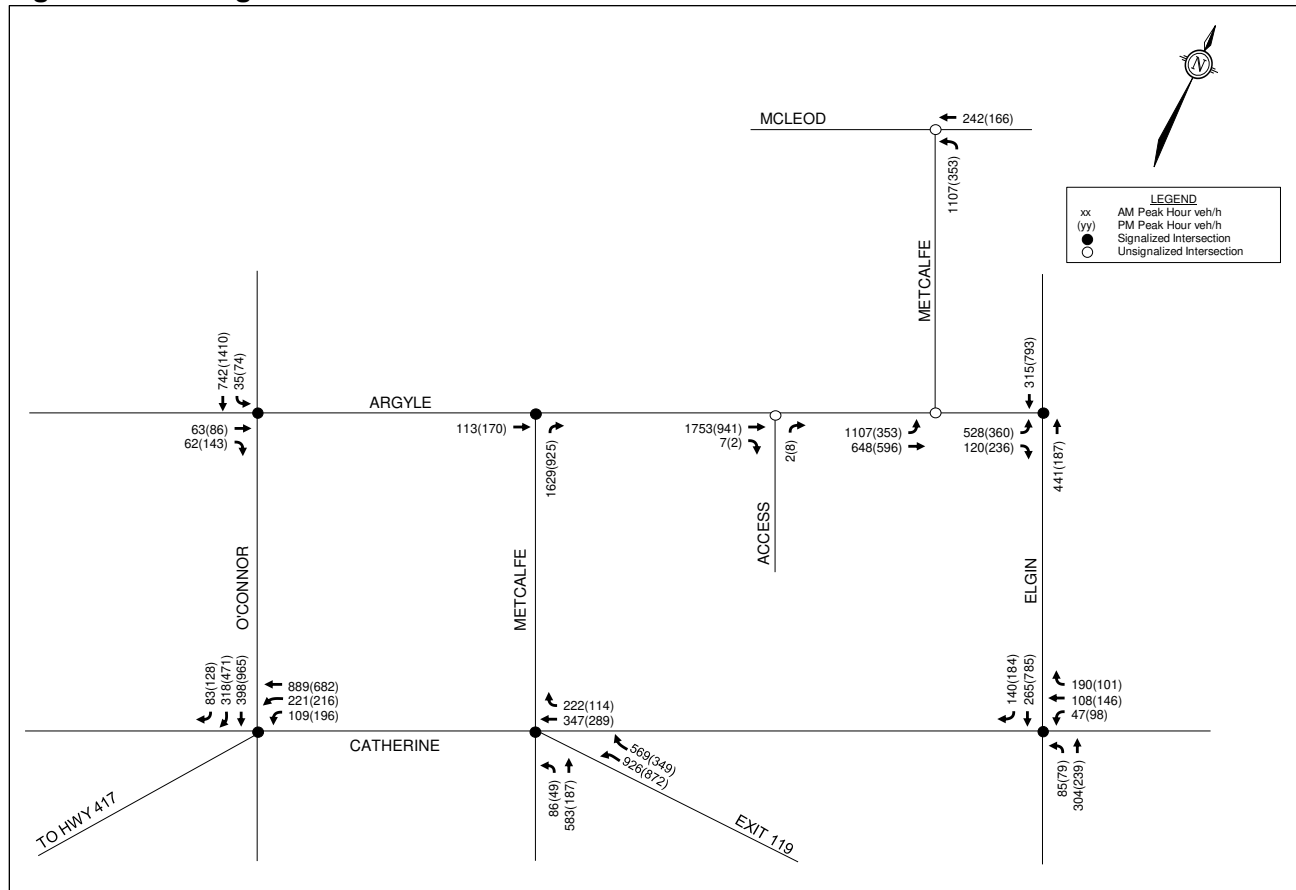 N
MCLEOD
242(166)
1107(353)
METCALFE
LEGEND
xx AM Peak Hour veh/h
(yy) PM Peak Hour veh/h
Signalized Intersection
Unsignalized Intersection
742(1410)
35(74)
315(793)
ARGYLE
63(86)
62(143)
113(170)
1629(925)
1753(941)
7(2)
2(8)
1107(353)
648(596)
528(360)
120(236)
441(187)
O'CONNOR
METCALFE
ACCESS
ELGIN
83(128)
318(471)
398(965)
889(682)
221(216)
109(196)
222(114)
347(289)
140(184)
265(785)
190(101)
108(146)
47(98)
CATHERINE
569(349)
926(872)
86(49)
583(187)
85(79)
304(239)
TO HWY 417
EXIT 119